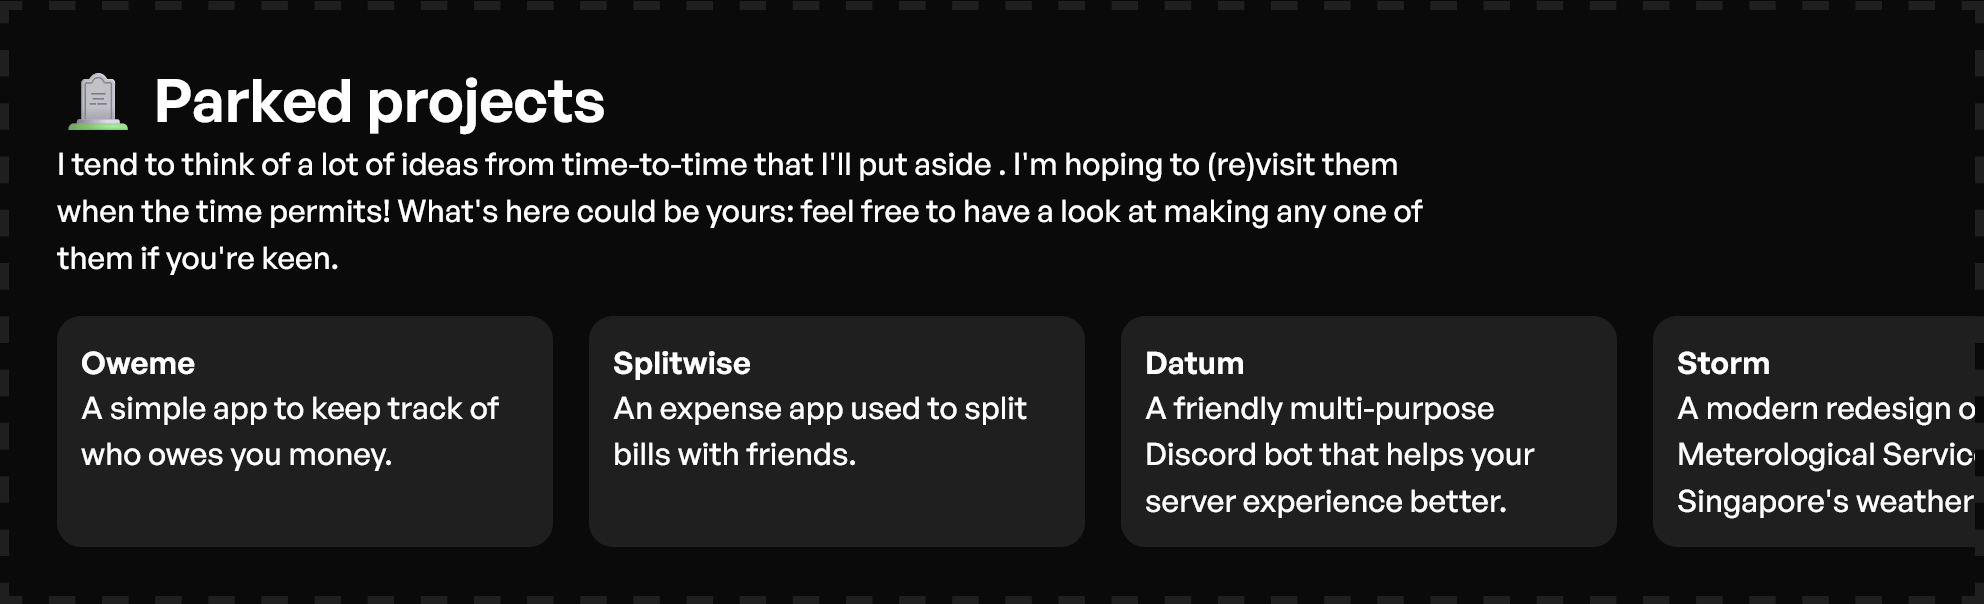 Parked projects
I tend to think of a lot of ideas from time-to-time that I'll put aside . I'm hoping to (re)visit them
when the time permits! What's here could be yours: feel free to have a look at making any one of
them if you're keen.
Oweme
A simple app to keep track of
who owes you money.
Splitwise
An expense app used to split
bills with friends.
Datum
A friendly multi-purpose
Discord bot that helps your
server experience better.
Storm
A modern redesign
Meterological
Singapore's weather